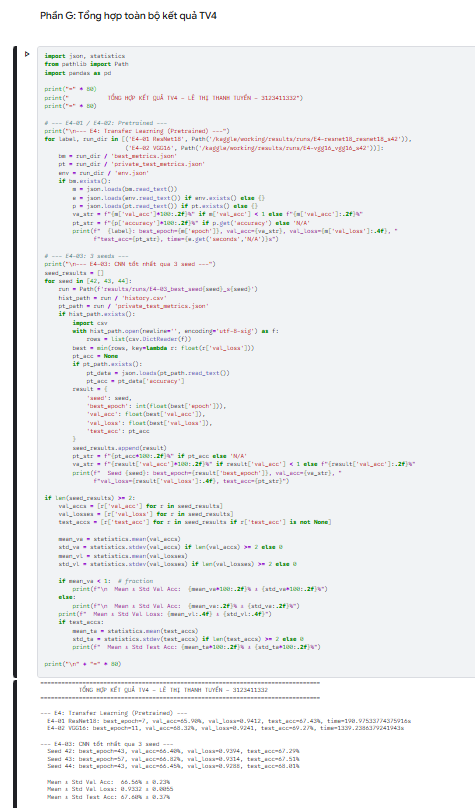 Phần G: Tổng hợp toàn bộ kết quả TV4
import json, statistics
from pathlib import Path
import pandas as pd
print("=" * 80)
print("          TỔNG HỢP KẾT QUẢ TV4 – LÊ THỊ THANH TUYỀN – 3123411332")
print("=" * 80)
# --- E4-01 / E4-02: Pretrained ---
print("\n--- E4: Transfer Learning (Pretrained) ---")
for label, run_dir in [('E4-01 ResNet18', Path('/kaggle/working/results/runs/E4-resnet18_resnet18_s42')),
('E4-02 VGG16', Path('/kaggle/working/results/runs/E4-vgg16_vgg16_s42'))]:
bm = run_dir / 'best_metrics.json'
pt = run_dir / 'private_test_metrics.json'
env = run_dir / 'env.json'
if bm.exists():
m = json.loads(bm.read_text())
e = json.loads(env.read_text()) if env.exists() else {}
p = json.loads(pt.read_text()) if pt.exists() else {}
va_str = f"{m['val_acc']*100:.2f}%" if m['val_acc'] < 1 else f"{m['val_acc']:.2f}%"
pt_str = f"{p['accuracy']*100:.2f}%" if p.get('accuracy') else 'N/A'
print(f"  {label}: best_epoch={m['epoch']}, val_acc={va_str}, val_loss={m['val_loss']:.4f}, "
f"test_acc={pt_str}, time={e.get('seconds','N/A')}s")
# --- E4-03: 3 seeds ---
print("\n--- E4-03: CNN tốt nhất qua 3 seed ---")
seed_results = []
for seed in [42, 43, 44]:
run = Path(f'results/runs/E4-03_best_seed{seed}_s{seed}')
hist_path = run / 'history.csv'
pt_path = run / 'private_test_metrics.json'
if hist_path.exists():
import csv
with hist_path.open(newline='', encoding='utf-8-sig') as f:
rows = list(csv.DictReader(f))
best = min(rows, key=lambda r: float(r['val_loss']))
pt_acc = None
if pt_path.exists():
pt_data = json.loads(pt_path.read_text())
pt_acc = pt_data['accuracy']
result = {
'seed': seed,
'best_epoch': int(float(best['epoch'])),
'val_acc': float(best['val_acc']),
'val_loss': float(best['val_loss']),
'test_acc': pt_acc
}
seed_results.append(result)
pt_str = f"{pt_acc*100:.2f}%" if pt_acc else 'N/A'
va_str = f"{result['val_acc']*100:.2f}%" if result['val_acc'] < 1 else f"{result['val_acc']:.2f}%"
print(f"  Seed {seed}: best_epoch={result['best_epoch']}, val_acc={va_str}, "
f"val_loss={result['val_loss']:.4f}, test_acc={pt_str}")
if len(seed_results) >= 2:
val_accs = [r['val_acc'] for r in seed_results]
val_losses = [r['val_loss'] for r in seed_results]
test_accs = [r['test_acc'] for r in seed_results if r['test_acc'] is not None]
mean_va = statistics.mean(val_accs)
std_va = statistics.stdev(val_accs) if len(val_accs) >= 2 else 0
mean_vl = statistics.mean(val_losses)
std_vl = statistics.stdev(val_losses) if len(val_losses) >= 2 else 0
if mean_va < 1:  # fraction
print(f"\n  Mean ± Std Val Acc:  {mean_va*100:.2f}% ± {std_va*100:.2f}%")
else:
print(f"\n  Mean ± Std Val Acc:  {mean_va:.2f}% ± {std_va:.2f}%")
print(f"  Mean ± Std Val Loss: {mean_vl:.4f} ± {std_vl:.4f}")
if test_accs:
mean_ta = statistics.mean(test_accs)
std_ta = statistics.stdev(test_accs) if len(test_accs) >= 2 else 0
print(f"  Mean ± Std Test Acc: {mean_ta*100:.2f}% ± {std_ta*100:.2f}%")
print("\n" + "=" * 80)
================================================================================
TỔNG HỢP KẾT QUẢ TV4 – LÊ THỊ THANH TUYỀN – 3123411332
================================================================================
--- E4: Transfer Learning (Pretrained) ---
E4-01 ResNet18: best_epoch=7, val_acc=65.90%, val_loss=0.9412, test_acc=67.43%, time=190.97533774375916s
E4-02 VGG16: best_epoch=11, val_acc=68.32%, val_loss=0.9241, test_acc=69.27%, time=1339.2386379241943s
--- E4-03: CNN tốt nhất qua 3 seed ---
Seed 42: best_epoch=43, val_acc=66.40%, val_loss=0.9394, test_acc=67.29%
Seed 43: best_epoch=57, val_acc=66.82%, val_loss=0.9314, test_acc=67.51%
Seed 44: best_epoch=43, val_acc=66.45%, val_loss=0.9288, test_acc=68.01%
Mean ± Std Val Acc:  66.56% ± 0.23%
Mean ± Std Val Loss: 0.9332 ± 0.0055
Mean ± Std Test Acc: 67.60% ± 0.37%